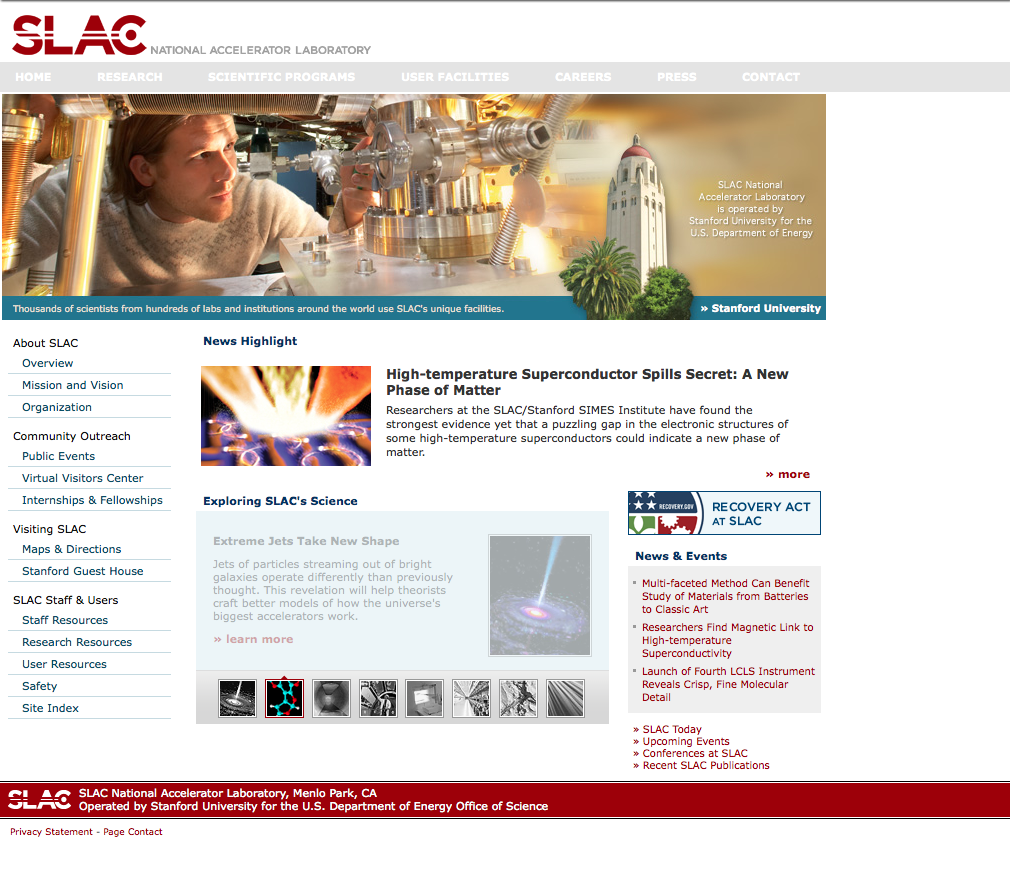 SLAC NATIONAL ACCELERATOR LABORATORY
HOME RESEARCH SCIENTIFIC PROGRAMS USER FACILITIES CAREERS PRESS CONTACT
SLAC National
Accelerator Laboratory
is operated by
Stanford University for the
U.S. Department of Energy
Thousands of scientists from hundreds of labs and institutions around the world use SLAC's unique facilities.
» Stanford University
About SLAC
Overview
Mission and Vision
Organization
Community Outreach
Public Events
Virtual Visitors Center
Internships & Fellowships
Visiting SLAC
Maps & Directions
Stanford Guest House
SLAC Staff & Users
Staff Resources
Research Resources
User Resources
Safety
Site Index
News Highlight
High-temperature Superconductor Spills Secret: A New
Phase of Matter
Researchers at the SLAC/Stanford SIMES Institute have found the
strongest evidence yet that a puzzling gap in the electronic structures of
some high-temperature superconductors could indicate a new phase of
matter.
» more
Exploring SLAC's Science
Extreme Jets Take New Shape
Jets of particles streaming out of bright
galaxies operate differently than previously
thought. This revelation will help theorists
craft better models of how the universe's
biggest accelerators work.
» learn more
RECOVERY.GOV
RECOVERY ACT
AT SLAC
News & Events
Multi-faceted Method Can Benefit
Study of Materials from Batteries
to Classic Art
Researchers Find Magnetic Link to
High-temperature
Superconductivity
Launch of Fourth LCLS Instrument
Reveals Crisp, Fine Molecular
Detail
» SLAC Today
» Upcoming Events
» Conferences at SLAC
» Recent SLAC Publications
SLAC
SLAC National Accelerator Laboratory, Menlo Park, CA
Operated by Stanford University for the U.S. Department of Energy Office of Science
Privacy Statement - Page Contact